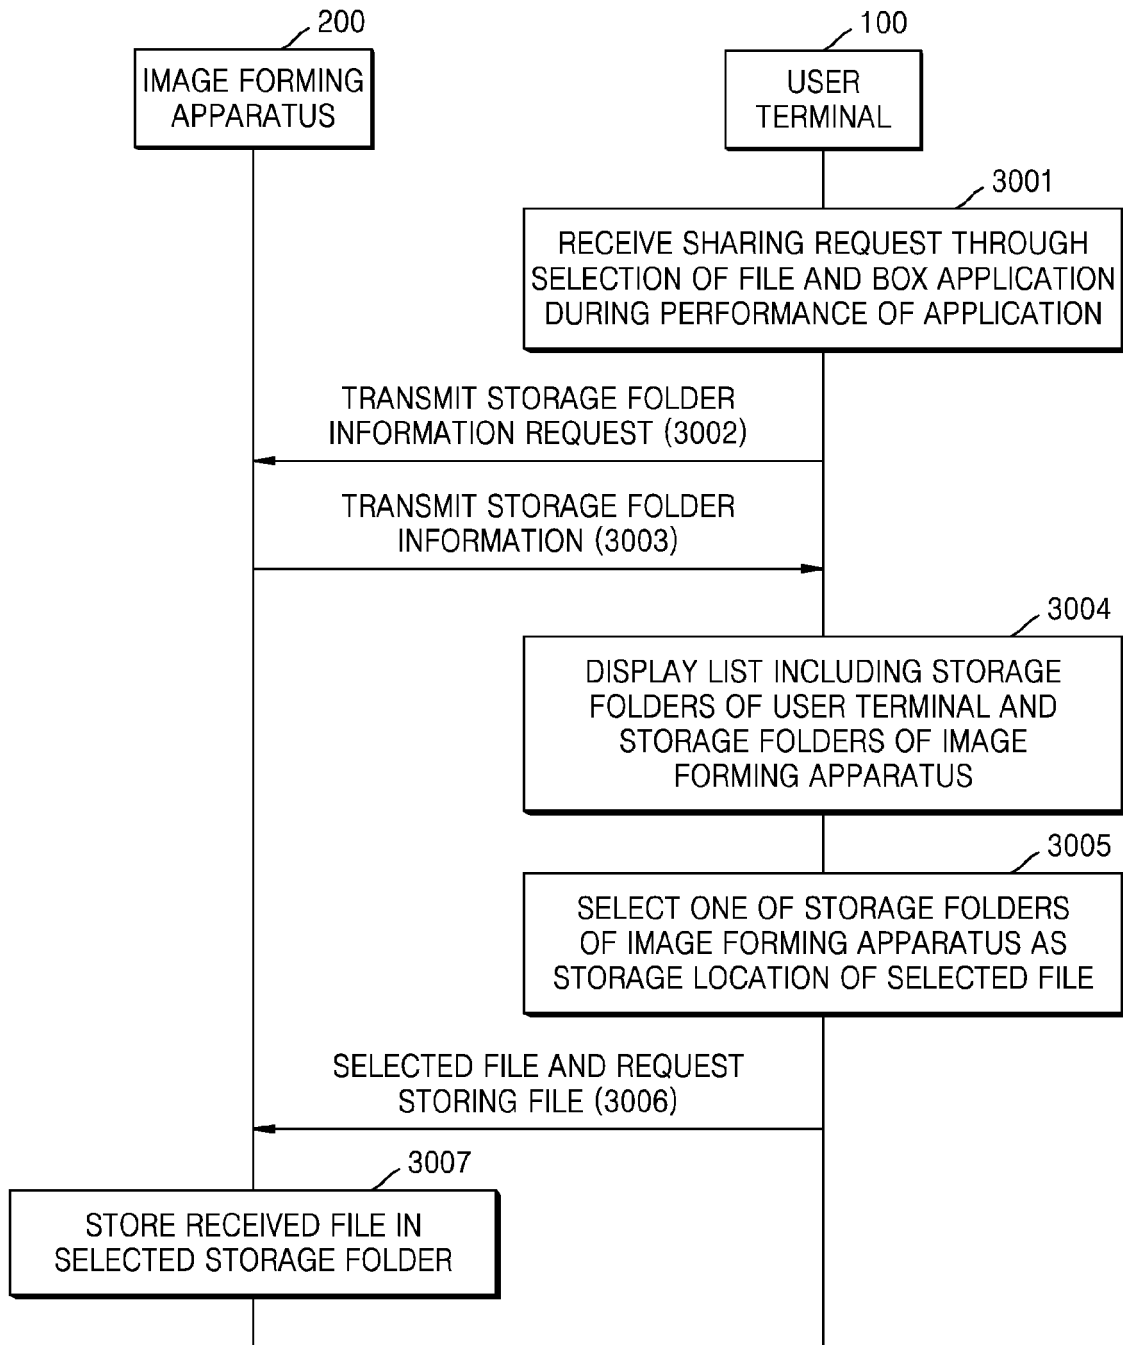 200
IMAGE FORMING
APPARATUS
100
USER
TERMINAL
3001
RECEIVE SHARING REQUEST THROUGH
SELECTION OF FILE AND BOX APPLICATION
DURING PERFORMANCE OF APPLICATION
TRANSMIT STORAGE FOLDER
INFORMATION REQUEST (3002)
TRANSMIT STORAGE FOLDER
INFORMATION (3003)
3004
DISPLAY LIST INCLUDING STORAGE
FOLDERS OF USER TERMINAL AND
STORAGE FOLDERS OF IMAGE
FORMING APPARATUS
3005
SELECT ONE OF STORAGE FOLDERS
OF IMAGE FORMING APPARATUS AS
STORAGE LOCATION OF SELECTED FILE
SELECTED FILE AND REQUEST
STORING FILE (3006)
3007
STORE RECEIVED FILE IN
SELECTED STORAGE FOLDER